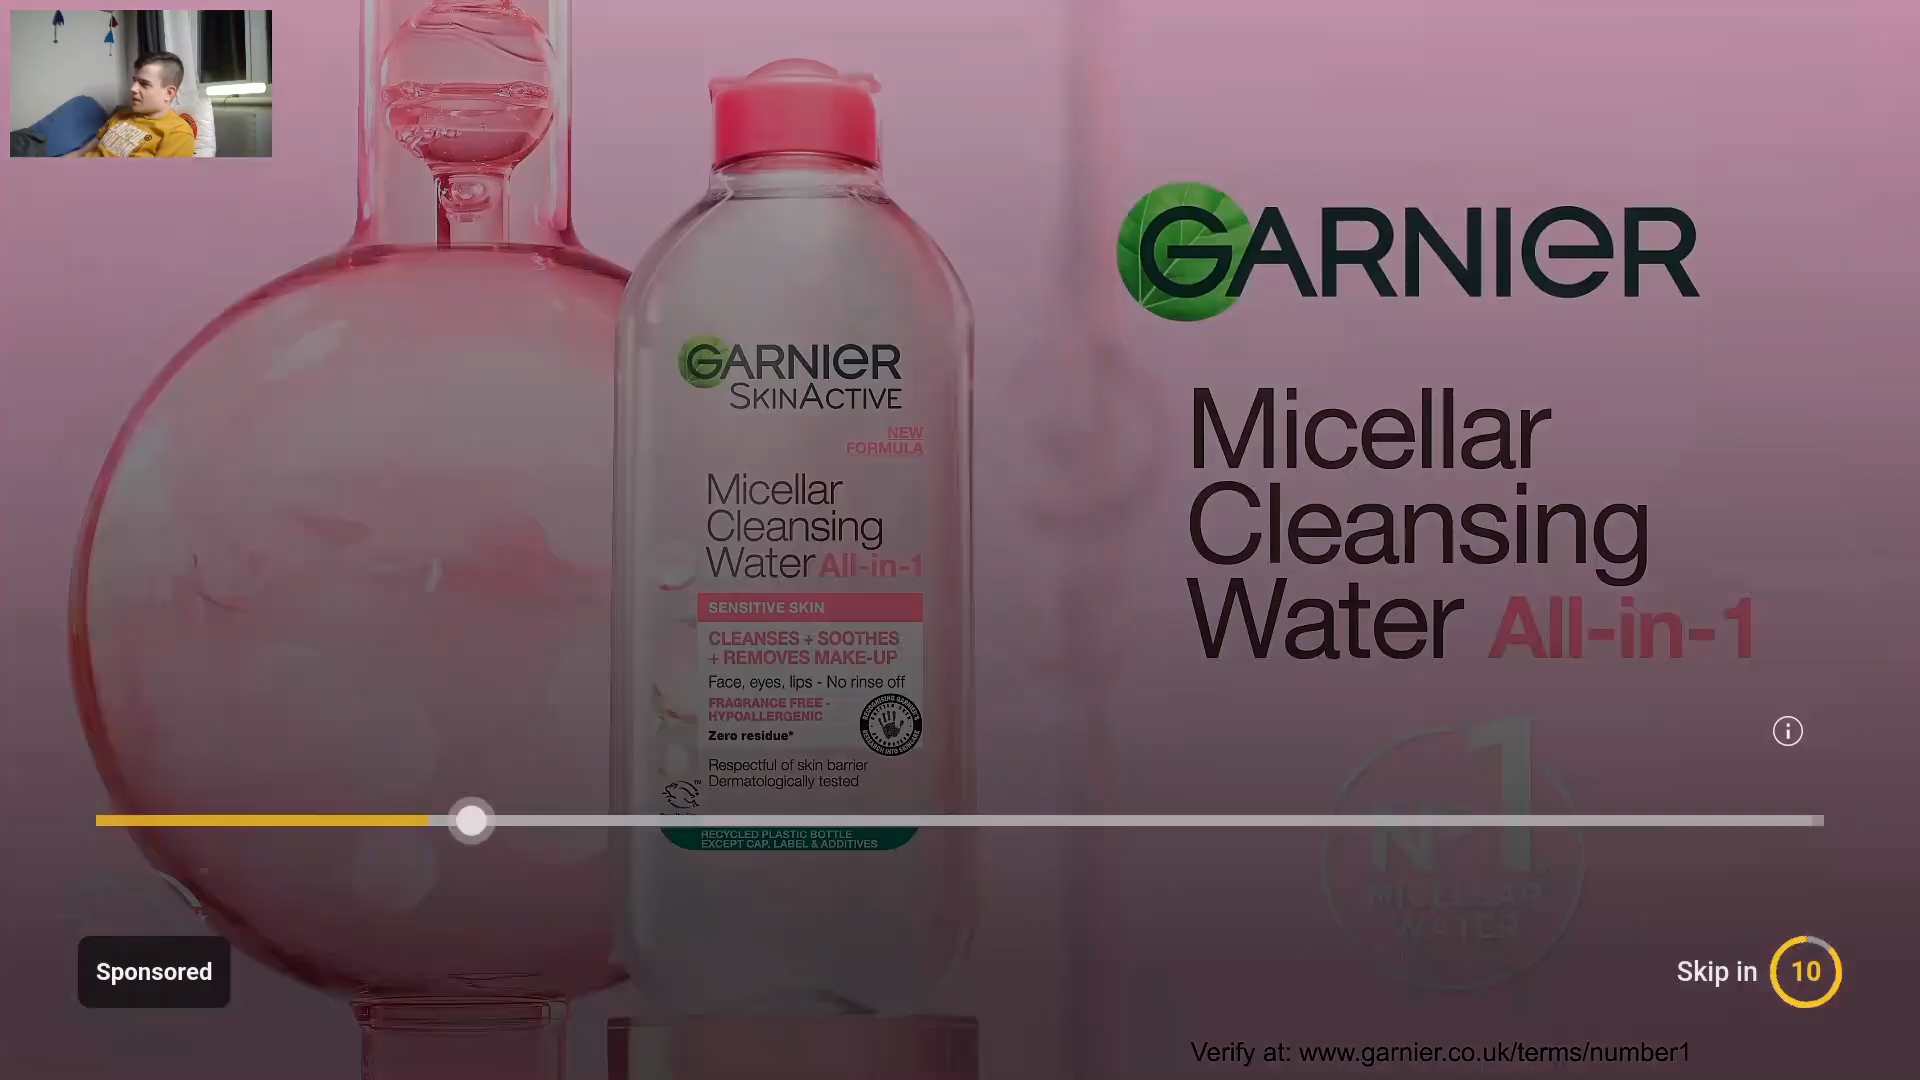 GARNIER
SKINACTIVE
NEW
FORMULA
Micellar
Cleansing
Water All-in-1
SENSITIVE SKIN
CLEANSES + SOOTHES
+ REMOVES MAKE-UP
Face, eyes, lips - No rinse off
FRAGRANCE FREE -
HYPOALLERGENIC
Zero residue*
Respectful of skin barrier
Dermatologically tested
RECYCLED PLASTIC BOTTLE
EXCEPT CAP, LABEL & ADDITIVES
GARNIER
Micellar
Cleansing
Water All-in-1
Nº1
MICELLAR
WATER
Sponsored
Skip in 10
Verify at: www.garnier.co.uk/terms/number1